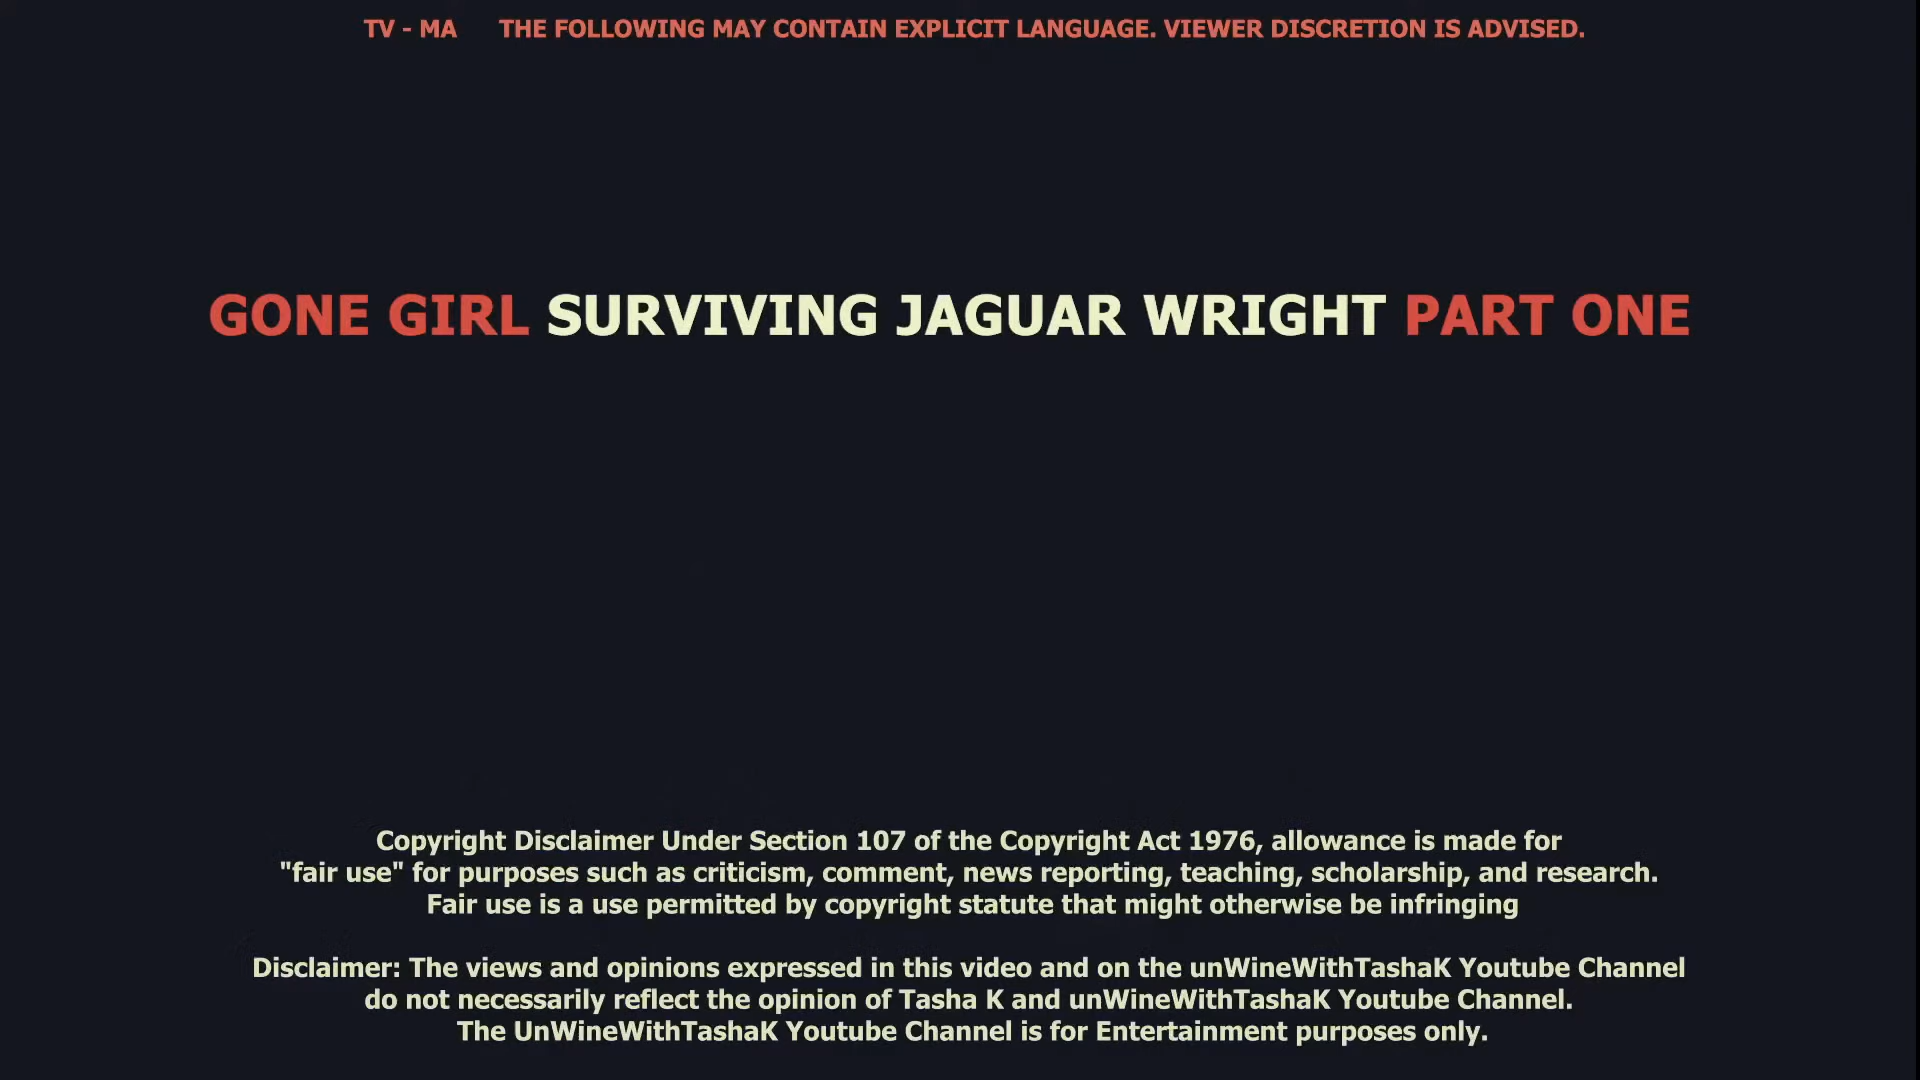 TV - MA THE FOLLOWING MAY CONTAIN EXPLICIT LANGUAGE. VIEWER DISCRETION IS ADVISED.
GONE GIRL SURVIVING JAGUAR WRIGHT PART ONE
Copyright Disclaimer Under Section 107 of the Copyright Act 1976, allowance is made for
"fair use" for purposes such as criticism, comment, news reporting, teaching, scholarship, and research.
Fair use is a use permitted by copyright statute that might otherwise be infringing
Disclaimer: The views and opinions expressed in this video and on the unWineWithTashaK Youtube Channel
do not necessarily reflect the opinion of Tasha K and unWineWithTashaK Youtube Channel.
The UnWineWithTashaK Youtube Channel is for Entertainment purposes only.